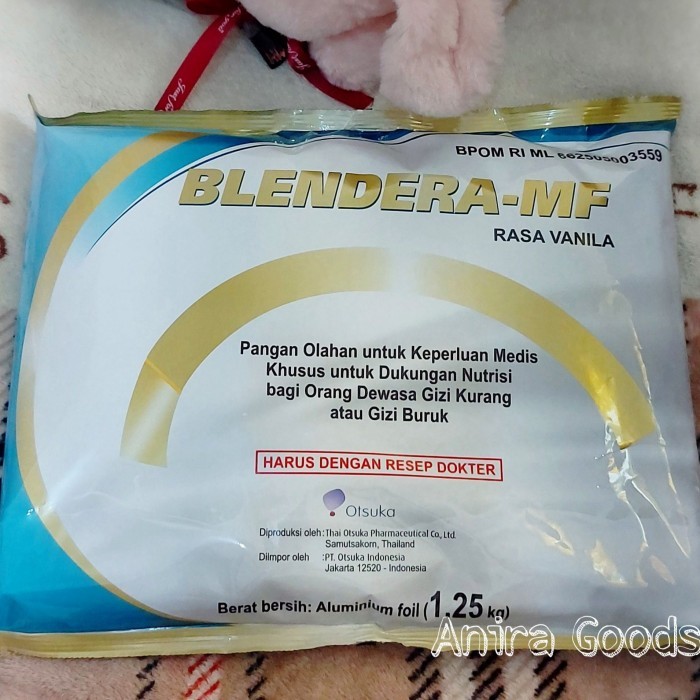 BPOM RI ML 862505003559
BLENDERA-MF
RASA VANILA
Pangan Olahan untuk Keperluan Medis
Khusus untuk Dukungan Nutrisi
bagi Orang Dewasa Gizi Kurang
atau Gizi Buruk
HARUS DENGAN RESEP DOKTER
Otsuka
Diproduksi oleh:Thai Otsuka Pharmaceutical Co,.Ltd.
Samutsakorn, Thailand
Diimpor oleh :PT. Otsuka Indonesia
Jakarta 12520 - Indonesia
Berat bersih: Aluminium foil (1.25 kg)
Anira Goods